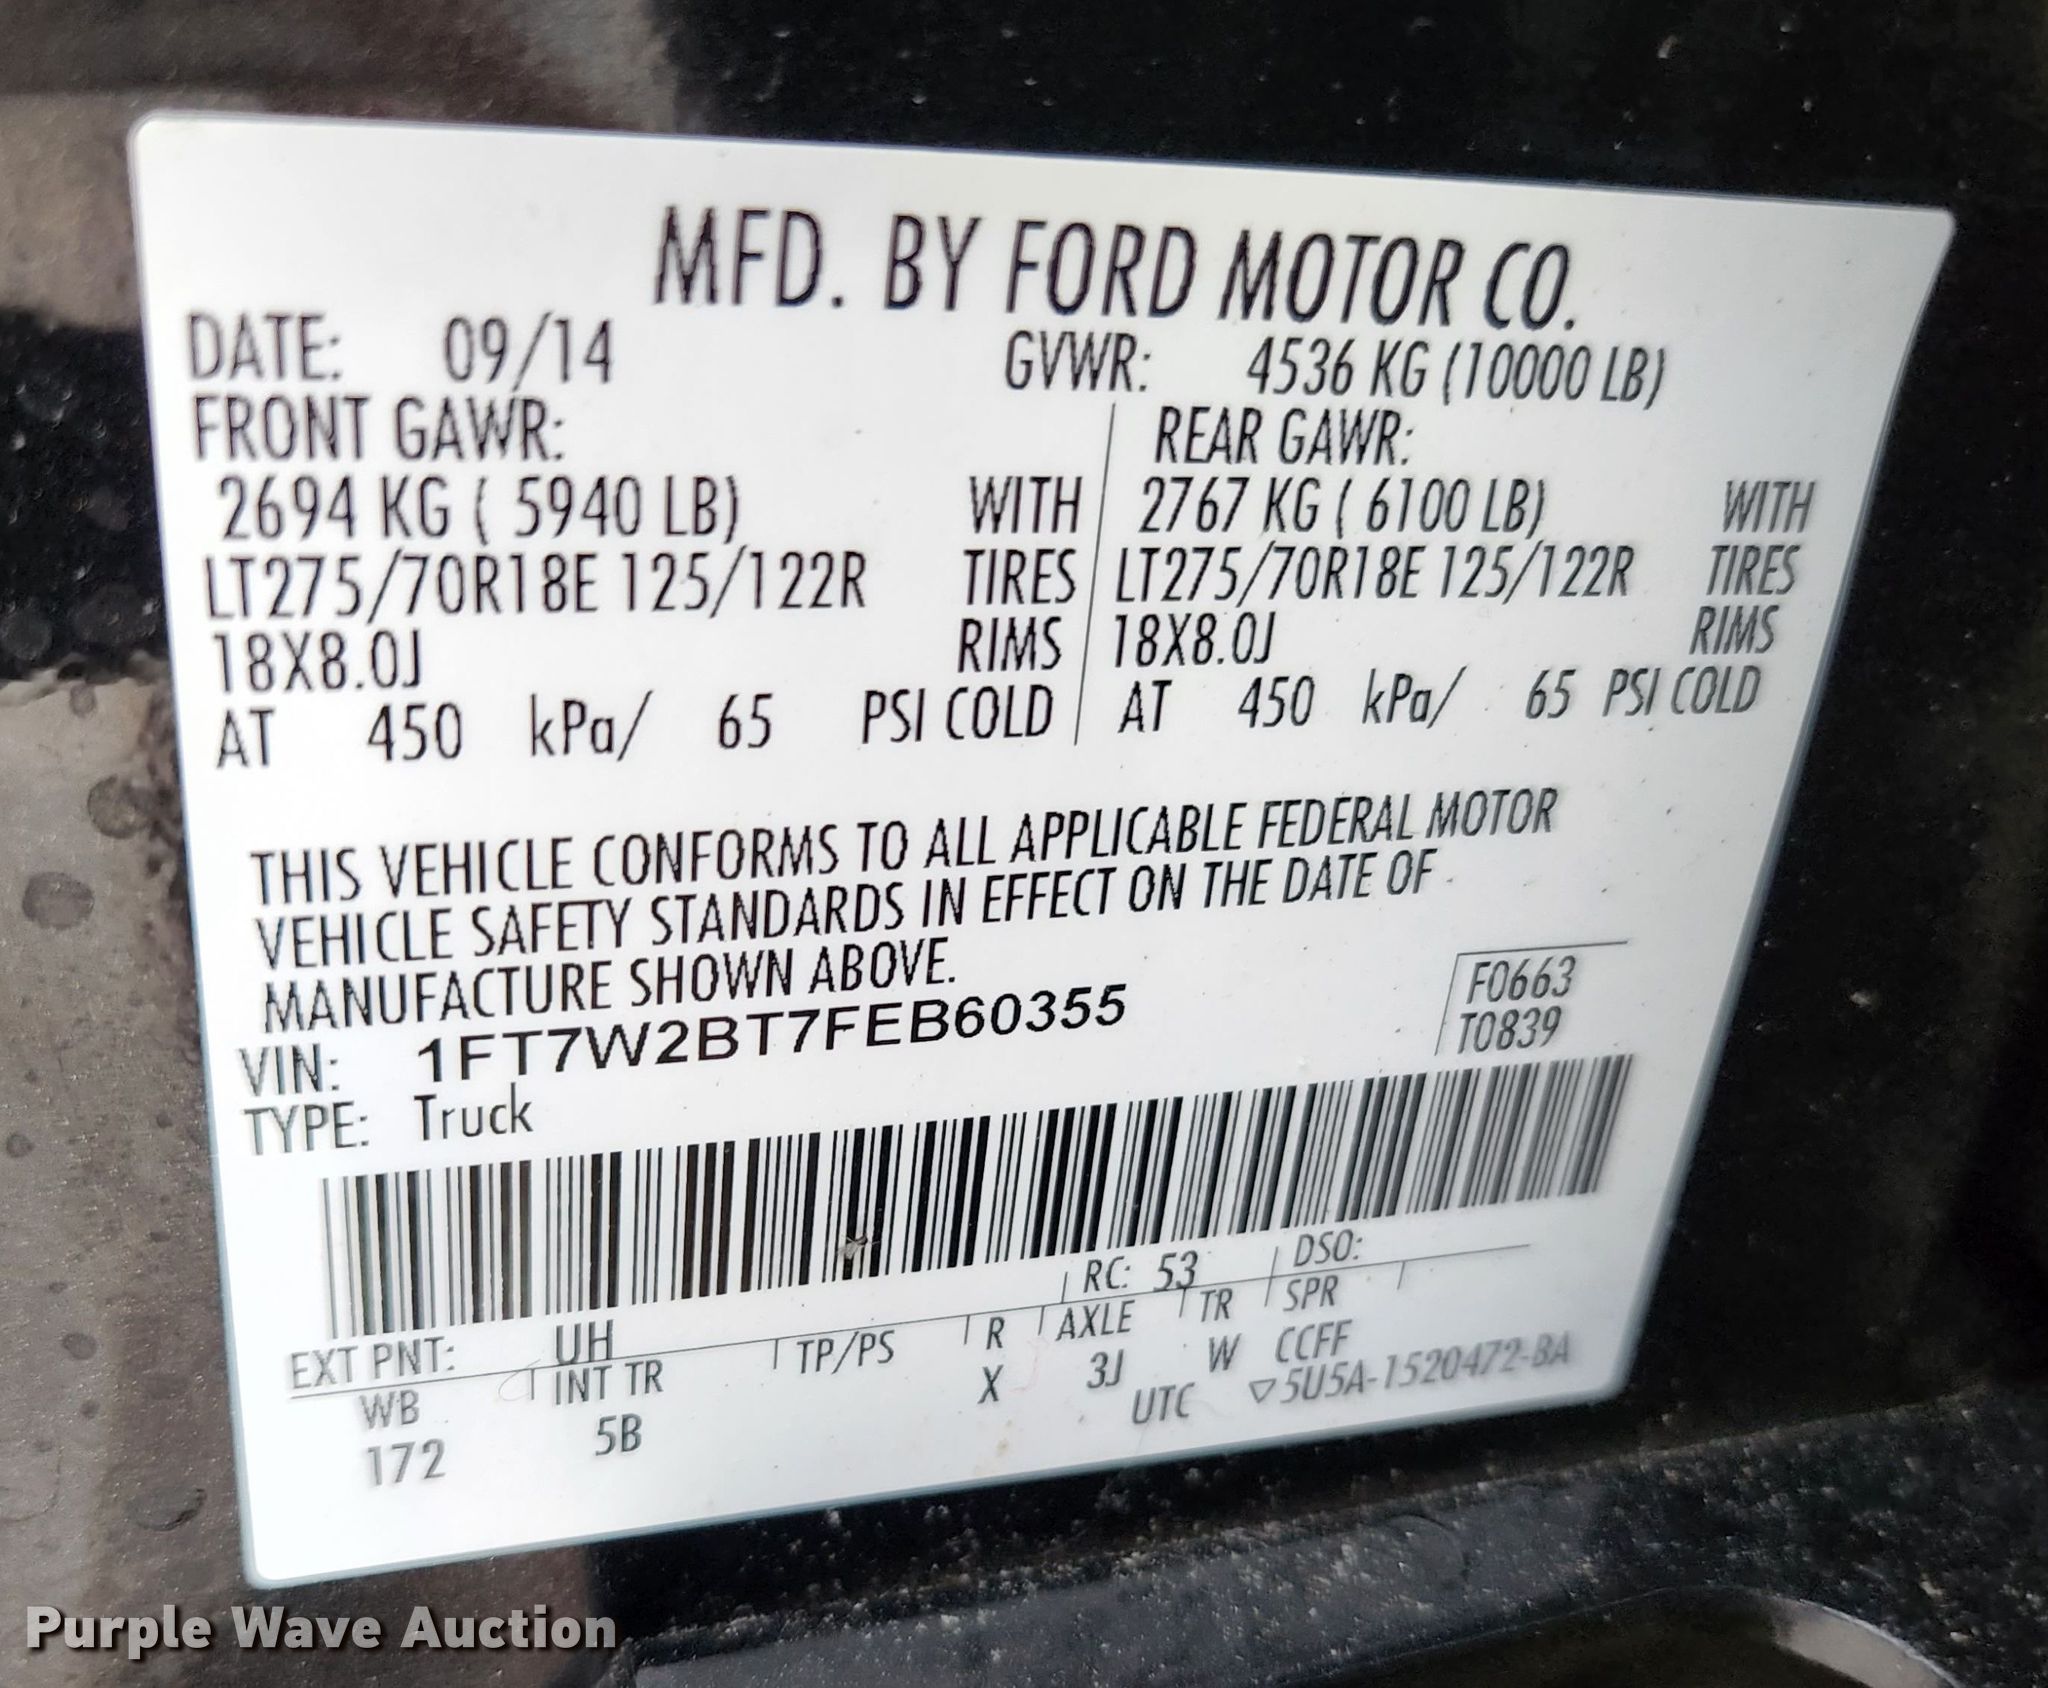 MFD. BY FORD MOTOR CO.
DATE: 09/14 GVWR: 4536 KG (10000 LB)
FRONT GAWR: REAR GAWR:
2694 KG ( 5940 LB) WITH 2767 KG ( 6100 LB) WITH
LT275/70R18E 125/122R TIRES LT275/70R18E 125/122R TIRES
18X8.0J RIMS 18X8.0J RIMS
AT 450 kPa/ 65 PSI COLD AT 450 kPa/ 65 PSI COLD
THIS VEHICLE CONFORMS TO ALL APPLICABLE FEDERAL MOTOR
VEHICLE SAFETY STANDARDS IN EFFECT ON THE DATE OF
MANUFACTURE SHOWN ABOVE.
F0663
VIN: 1FT7W2BT7FEB60355
T0839
TYPE: Truck
EXT PNT: UH RC: 53 DSO:
WB INT TR TP/PS R AXLE TR SPR
172 5B X 3J W CCFF
UTC ▽5U5A-1520472-BA
Purple Wave Auction